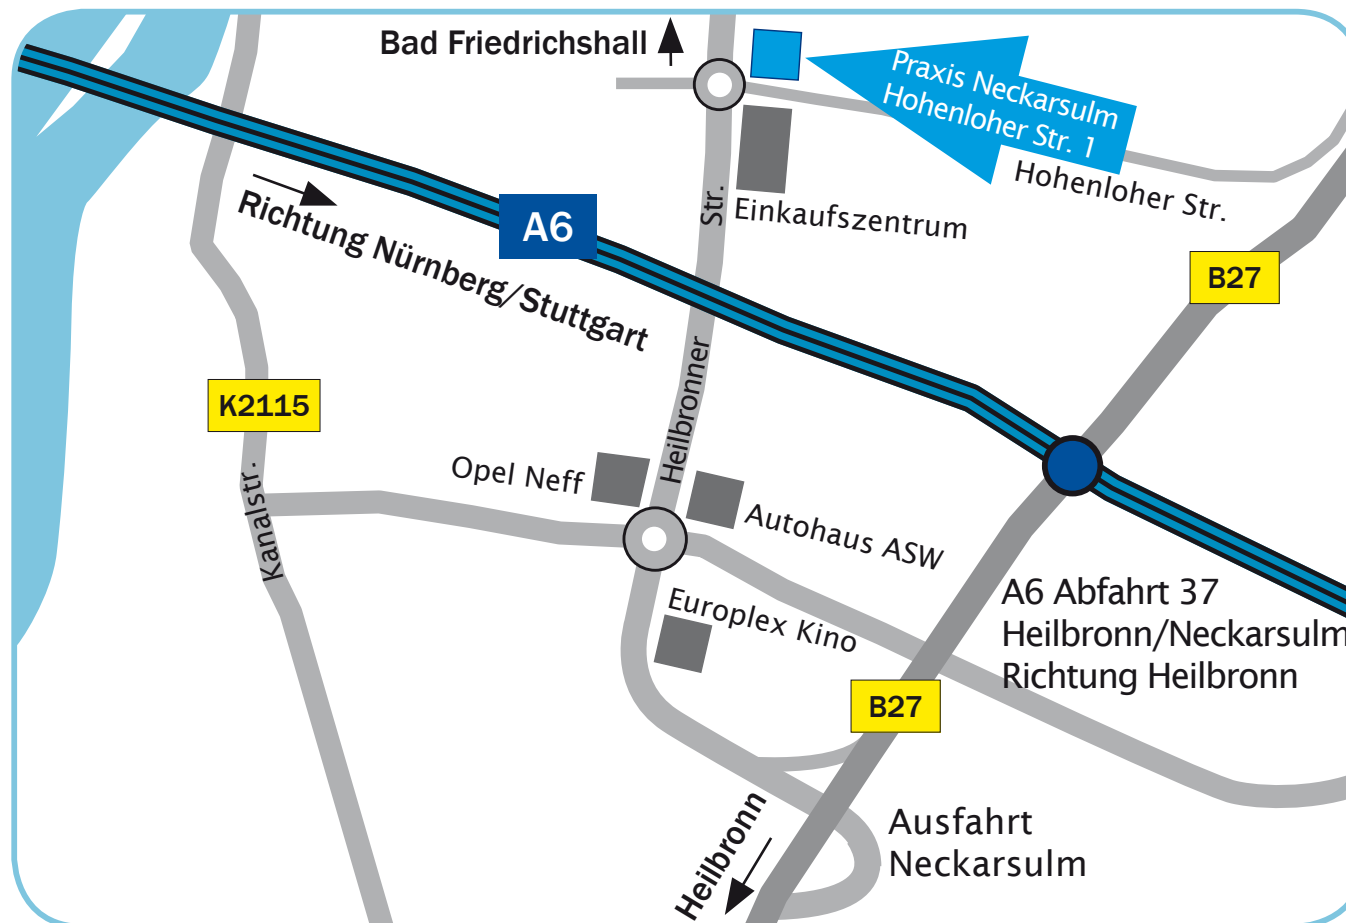 Bad Friedrichshall
Praxis Neckarsulm
Hohenloher Str. 1
Hohenloher Str.
Einkaufszentrum
A6
Richtung Nürnberg/Stuttgart
B27
Heilbronner Str.
K2115
Opel Neff
Autohaus ASW
Kanalstr.
Europlex Kino
A6 Abfahrt 37
Heilbronn/Neckarsulm
Richtung Heilbronn
B27
Ausfahrt
Neckarsulm
Heilbronn